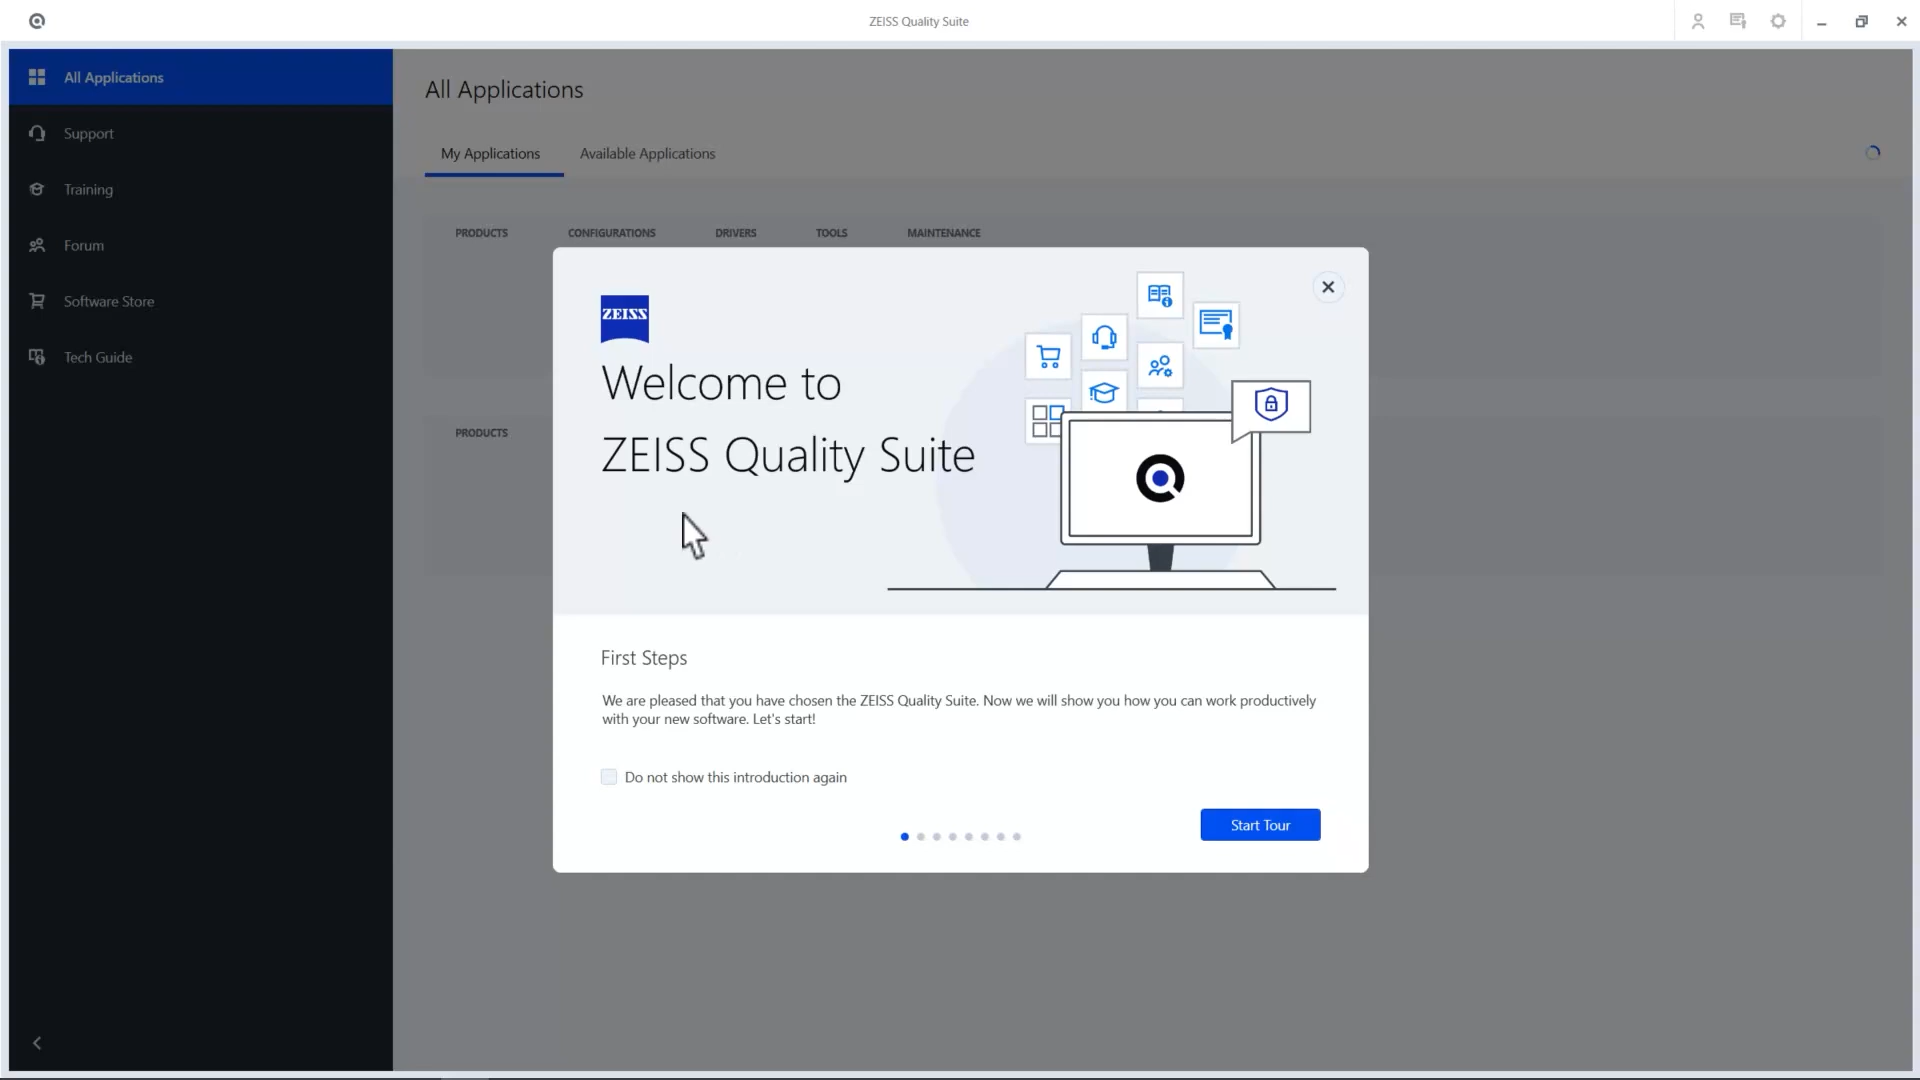 ZEISS Quality Suite
All Applications
Support
Training
Forum
Software Store
Tech Guide
All Applications
My Applications
Available Applications
PRODUCTS
CONFIGURATIONS
DRIVERS
TOOLS
MAINTENANCE
PRODUCTS
ZEISS
Welcome to
ZEISS Quality Suite
First Steps
We are pleased that you have chosen the ZEISS Quality Suite. Now we will show you how you can work productively
with your new software. Let's start!
Do not show this introduction again
Start Tour